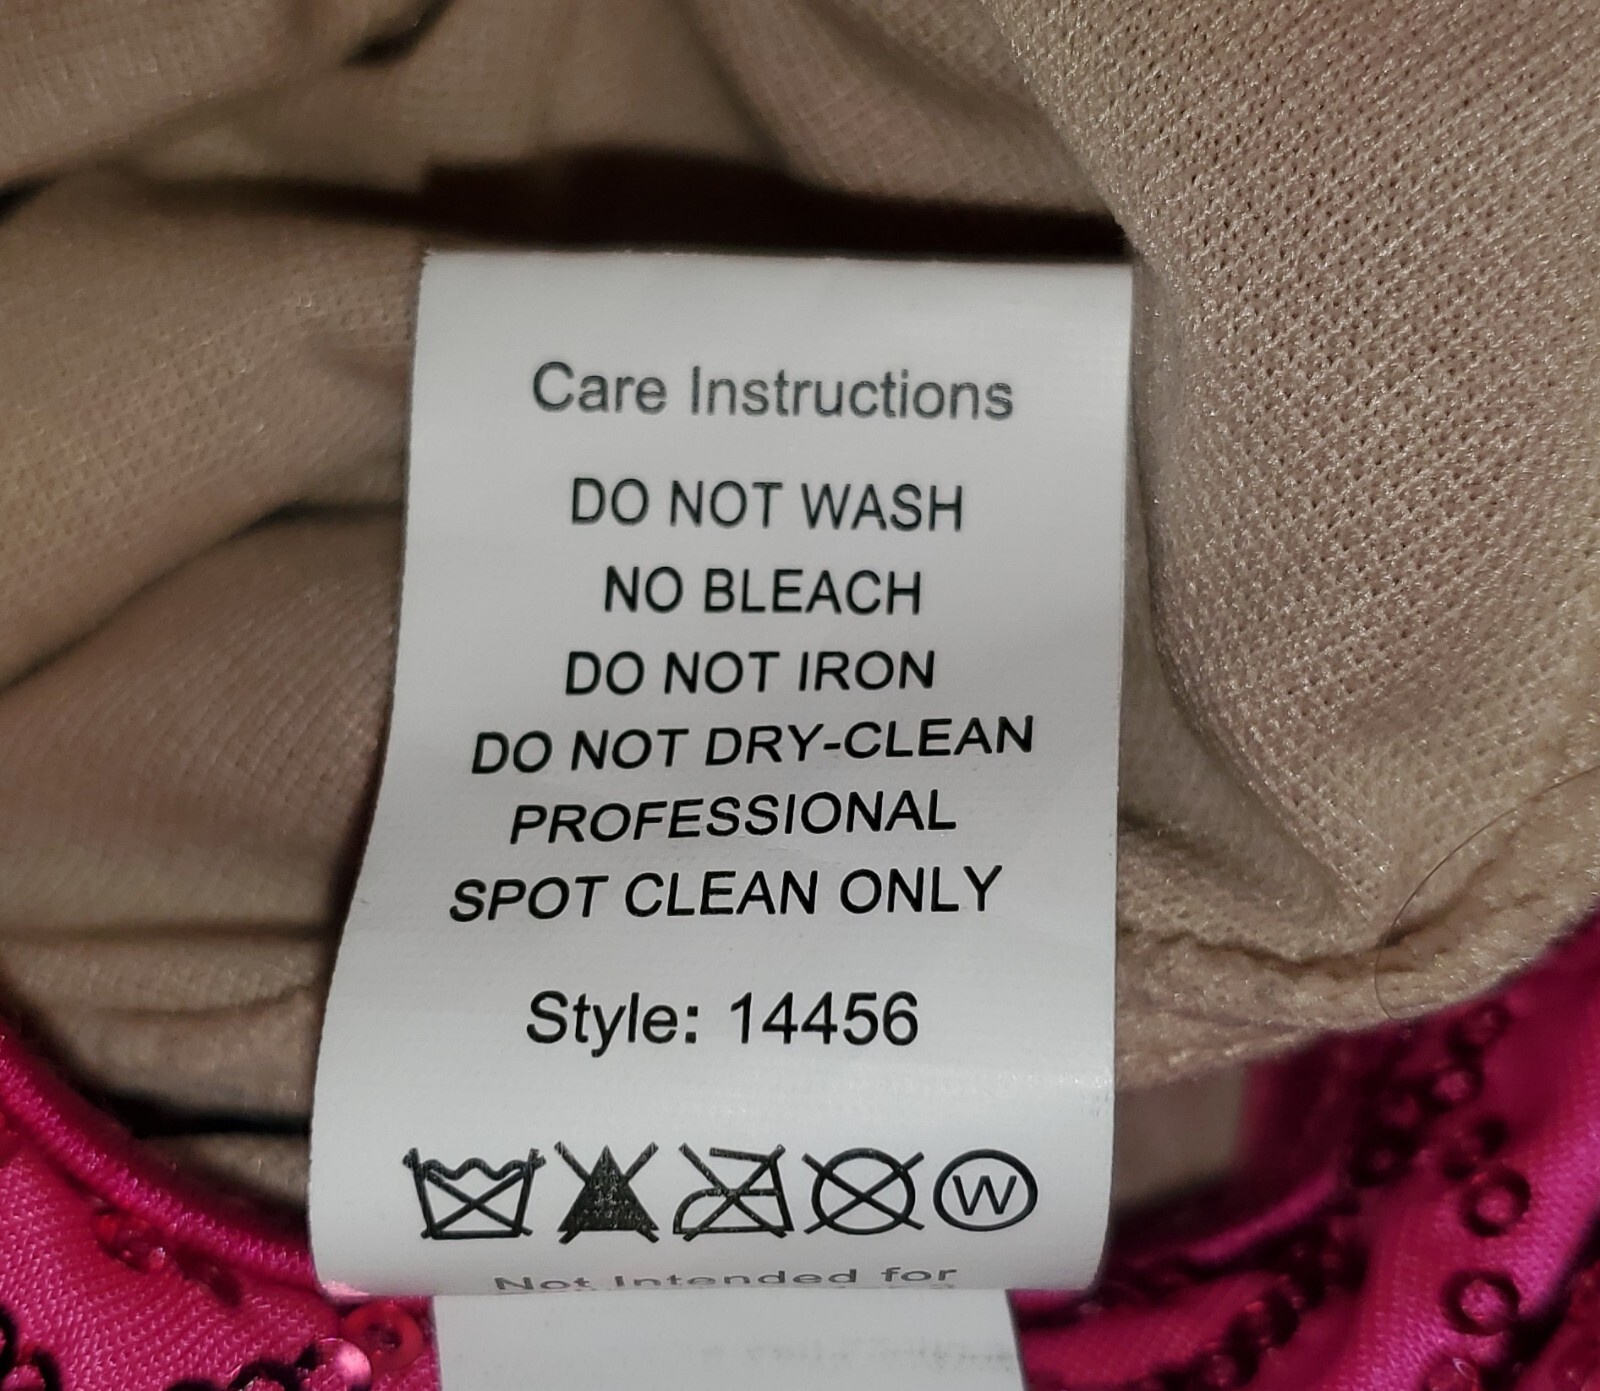 Care Instructions
DO NOT WASH
NO BLEACH
DO NOT IRON
DO NOT DRY-CLEAN
PROFESSIONAL
SPOT CLEAN ONLY
Style: 14456
W
Not Intended for